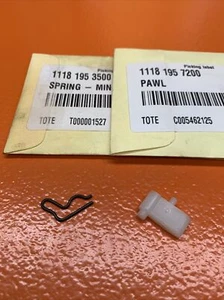 Picking label
1118 195 3500
SPRING - MIN
TOTE T000001527
Picking label
1118 195 7200
PAWL
TOTE C005462125